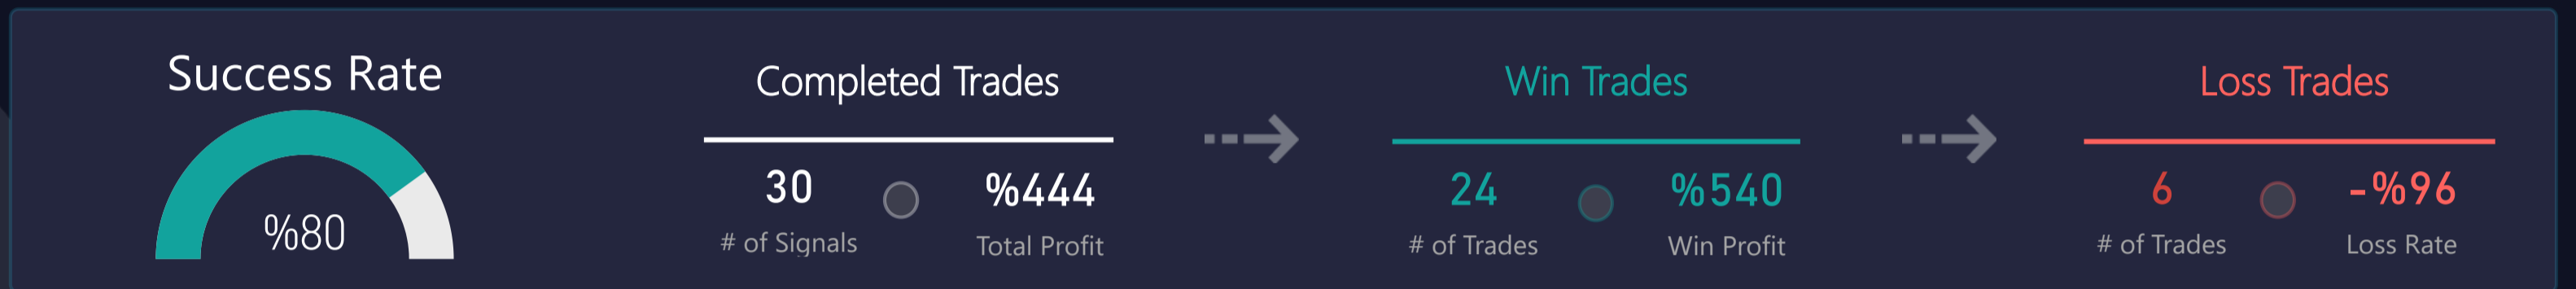 Success Rate
%80
Completed Trades
30
# of Signals
%444
Total Profit
Win Trades
24
# of Trades
%540
Win Profit
Loss Trades
6
# of Trades
-%96
Loss Rate